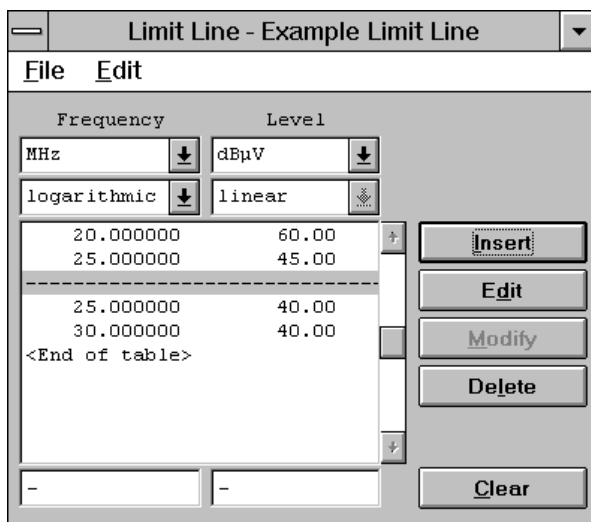 Limit Line - Example Limit Line
File Edit
Frequency Level
MHz dBµV
logarithmic linear
20.000000 60.00
25.000000 45.00
--------------------------------
25.000000 40.00
30.000000 40.00
<End of table>
- -
Insert
Edit
Modify
Delete
Clear